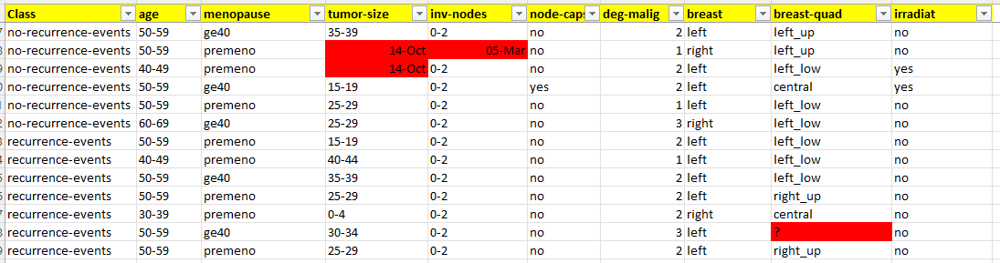 Class age menopause tumor-size inv-nodes node-caps deg-malig breast breast-quad irradiat
no-recurrence-events 50-59 ge40 35-39 0-2 no 2 left left_up no
no-recurrence-events 50-59 premeno 14-Oct 05-Mar no 1 right left_up no
no-recurrence-events 40-49 premeno 14-Oct 0-2 no 2 left left_low yes
no-recurrence-events 50-59 ge40 15-19 0-2 yes 2 left central yes
no-recurrence-events 50-59 premeno 25-29 0-2 no 1 left left_low no
no-recurrence-events 60-69 ge40 25-29 0-2 no 3 right left_low no
recurrence-events 50-59 premeno 15-19 0-2 no 2 left left_low no
recurrence-events 40-49 premeno 40-44 0-2 no 1 left left_low no
recurrence-events 50-59 ge40 35-39 0-2 no 2 left left_low no
recurrence-events 50-59 premeno 25-29 0-2 no 2 left right_up no
recurrence-events 30-39 premeno 0-4 0-2 no 2 right central no
recurrence-events 50-59 ge40 30-34 0-2 no 3 left ? no
recurrence-events 50-59 premeno 25-29 0-2 no 2 left right_up no